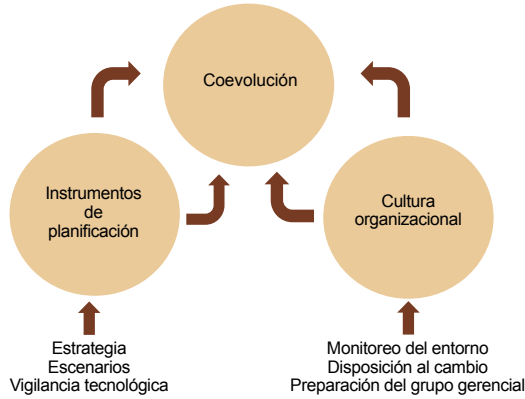 Coevolución
Instrumentos
de
planificación
Cultura
organizacional
Estrategia
Escenarios
Vigilancia tecnológica
Monitoreo del entorno
Disposición al cambio
Preparación del grupo gerencial